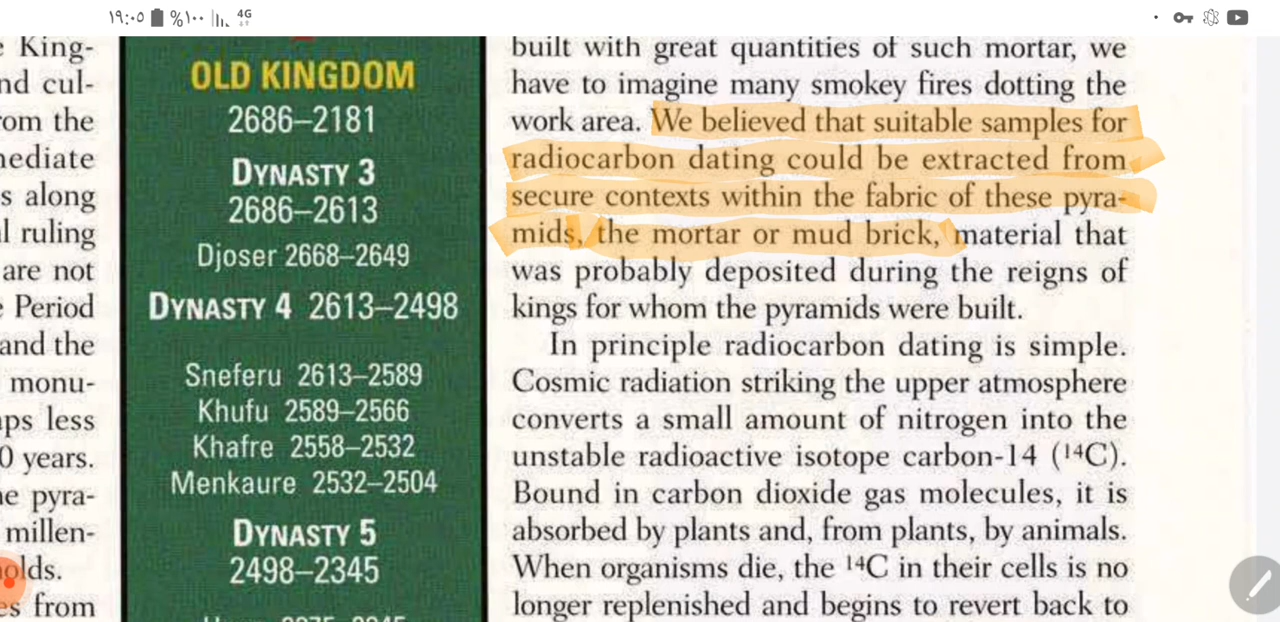 ١٩:٠٥ %١٠٠ 4G
King-
nd cul-
rom the
mediate
s along
l ruling
are not
Period
and the
monu-
aps less
0 years.
he pyra-
millen-
holds.
es from
OLD KINGDOM
2686–2181
DYNASTY 3
2686–2613
Djoser 2668–2649
DYNASTY 4 2613–2498
Sneferu 2613–2589
Khufu 2589–2566
Khafre 2558–2532
Menkaure 2532–2504
DYNASTY 5
2498–2345
built with great quantities of such mortar, we
have to imagine many smokey fires dotting the
work area. We believed that suitable samples for
radiocarbon dating could be extracted from
secure contexts within the fabric of these pyra-
mids, the mortar or mud brick, material that
was probably deposited during the reigns of
kings for whom the pyramids were built.
In principle radiocarbon dating is simple.
Cosmic radiation striking the upper atmosphere
converts a small amount of nitrogen into the
unstable radioactive isotope carbon-14 (¹⁴C).
Bound in carbon dioxide gas molecules, it is
absorbed by plants and, from plants, by animals.
When organisms die, the ¹⁴C in their cells is no
longer replenished and begins to revert back to